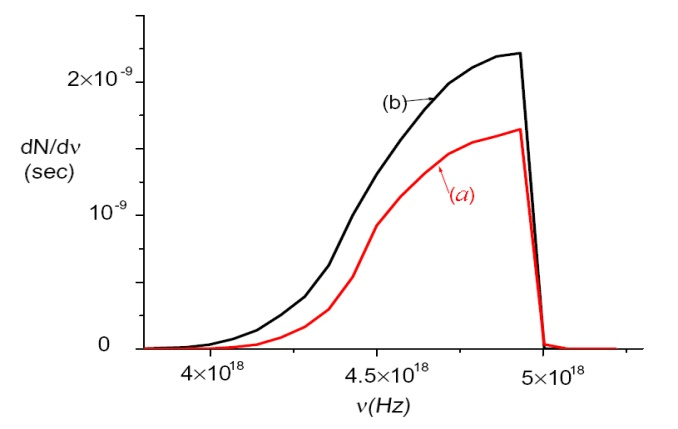 2×10⁻⁹
(b)
dN/dν
(sec)
(a)
10⁻⁹
0
4×10¹⁸
4.5×10¹⁸
5×10¹⁸
ν(Hz)